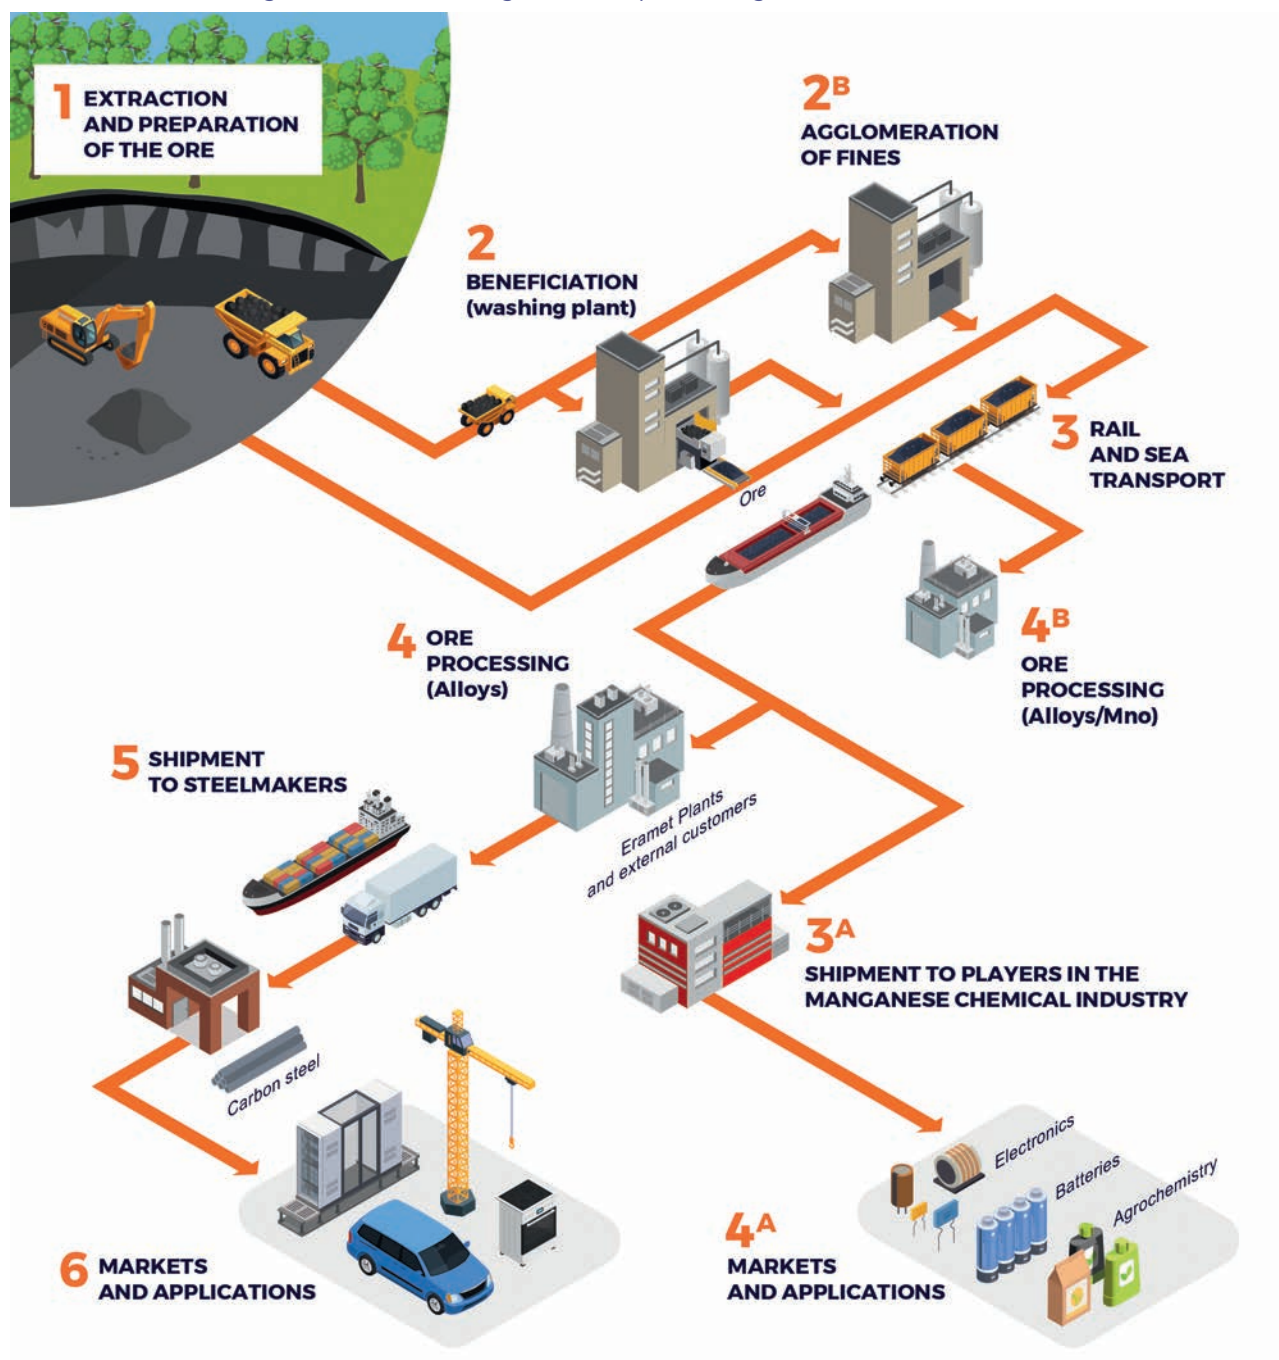 1 EXTRACTION
AND PREPARATION
OF THE ORE
2B
AGGLOMERATION
OF FINES
2
BENEFICIATION
(washing plant)
3 RAIL
AND SEA
TRANSPORT
Ore
4 ORE
PROCESSING
(Alloys)
4B
ORE
PROCESSING
(Alloys/Mno)
5 SHIPMENT
TO STEELMAKERS
Eramet Plants
and external customers
3A
SHIPMENT TO PLAYERS IN THE
MANGANESE CHEMICAL INDUSTRY
Carbon steel
Electronics
Batteries
Agrochemistry
6 MARKETS
AND APPLICATIONS
4A
MARKETS
AND APPLICATIONS